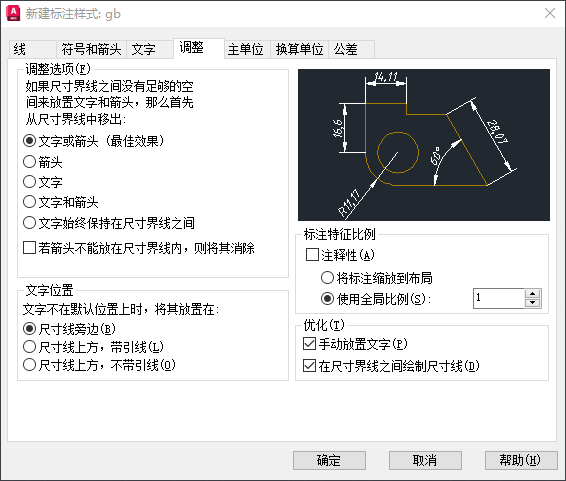 新建标注样式: gb
线
符号和箭头
文字
调整
主单位
换算单位
公差
调整选项(F)
如果尺寸界线之间没有足够的空
间来放置文字和箭头，那么首先
从尺寸界线中移出:
文字或箭头（最佳效果）
箭头
文字
文字和箭头
文字始终保持在尺寸界线之间
若箭头不能放在尺寸界线内，则将其消除
文字位置
文字不在默认位置上时，将其放置在:
尺寸线旁边(B)
尺寸线上方，带引线(L)
尺寸线上方，不带引线(O)
14,11
16,6
28,07
60°
R11,17
标注特征比例
注释性(A)
将标注缩放到布局
使用全局比例(S):
1
优化(T)
手动放置文字(P)
在尺寸界线之间绘制尺寸线(D)
确定
取消
帮助(H)